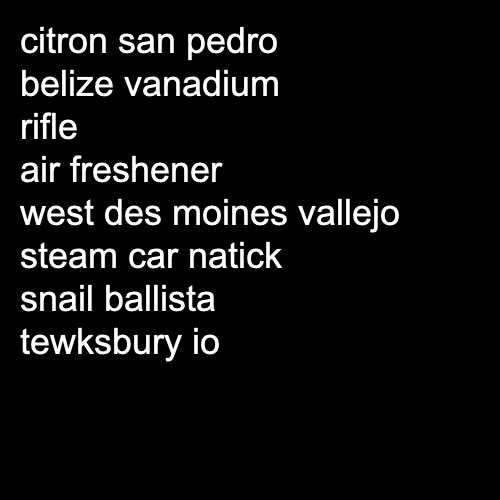 citron san pedro
belize vanadium
rifle
air freshener
west des moines vallejo
steam car natick
snail ballista
tewksbury io